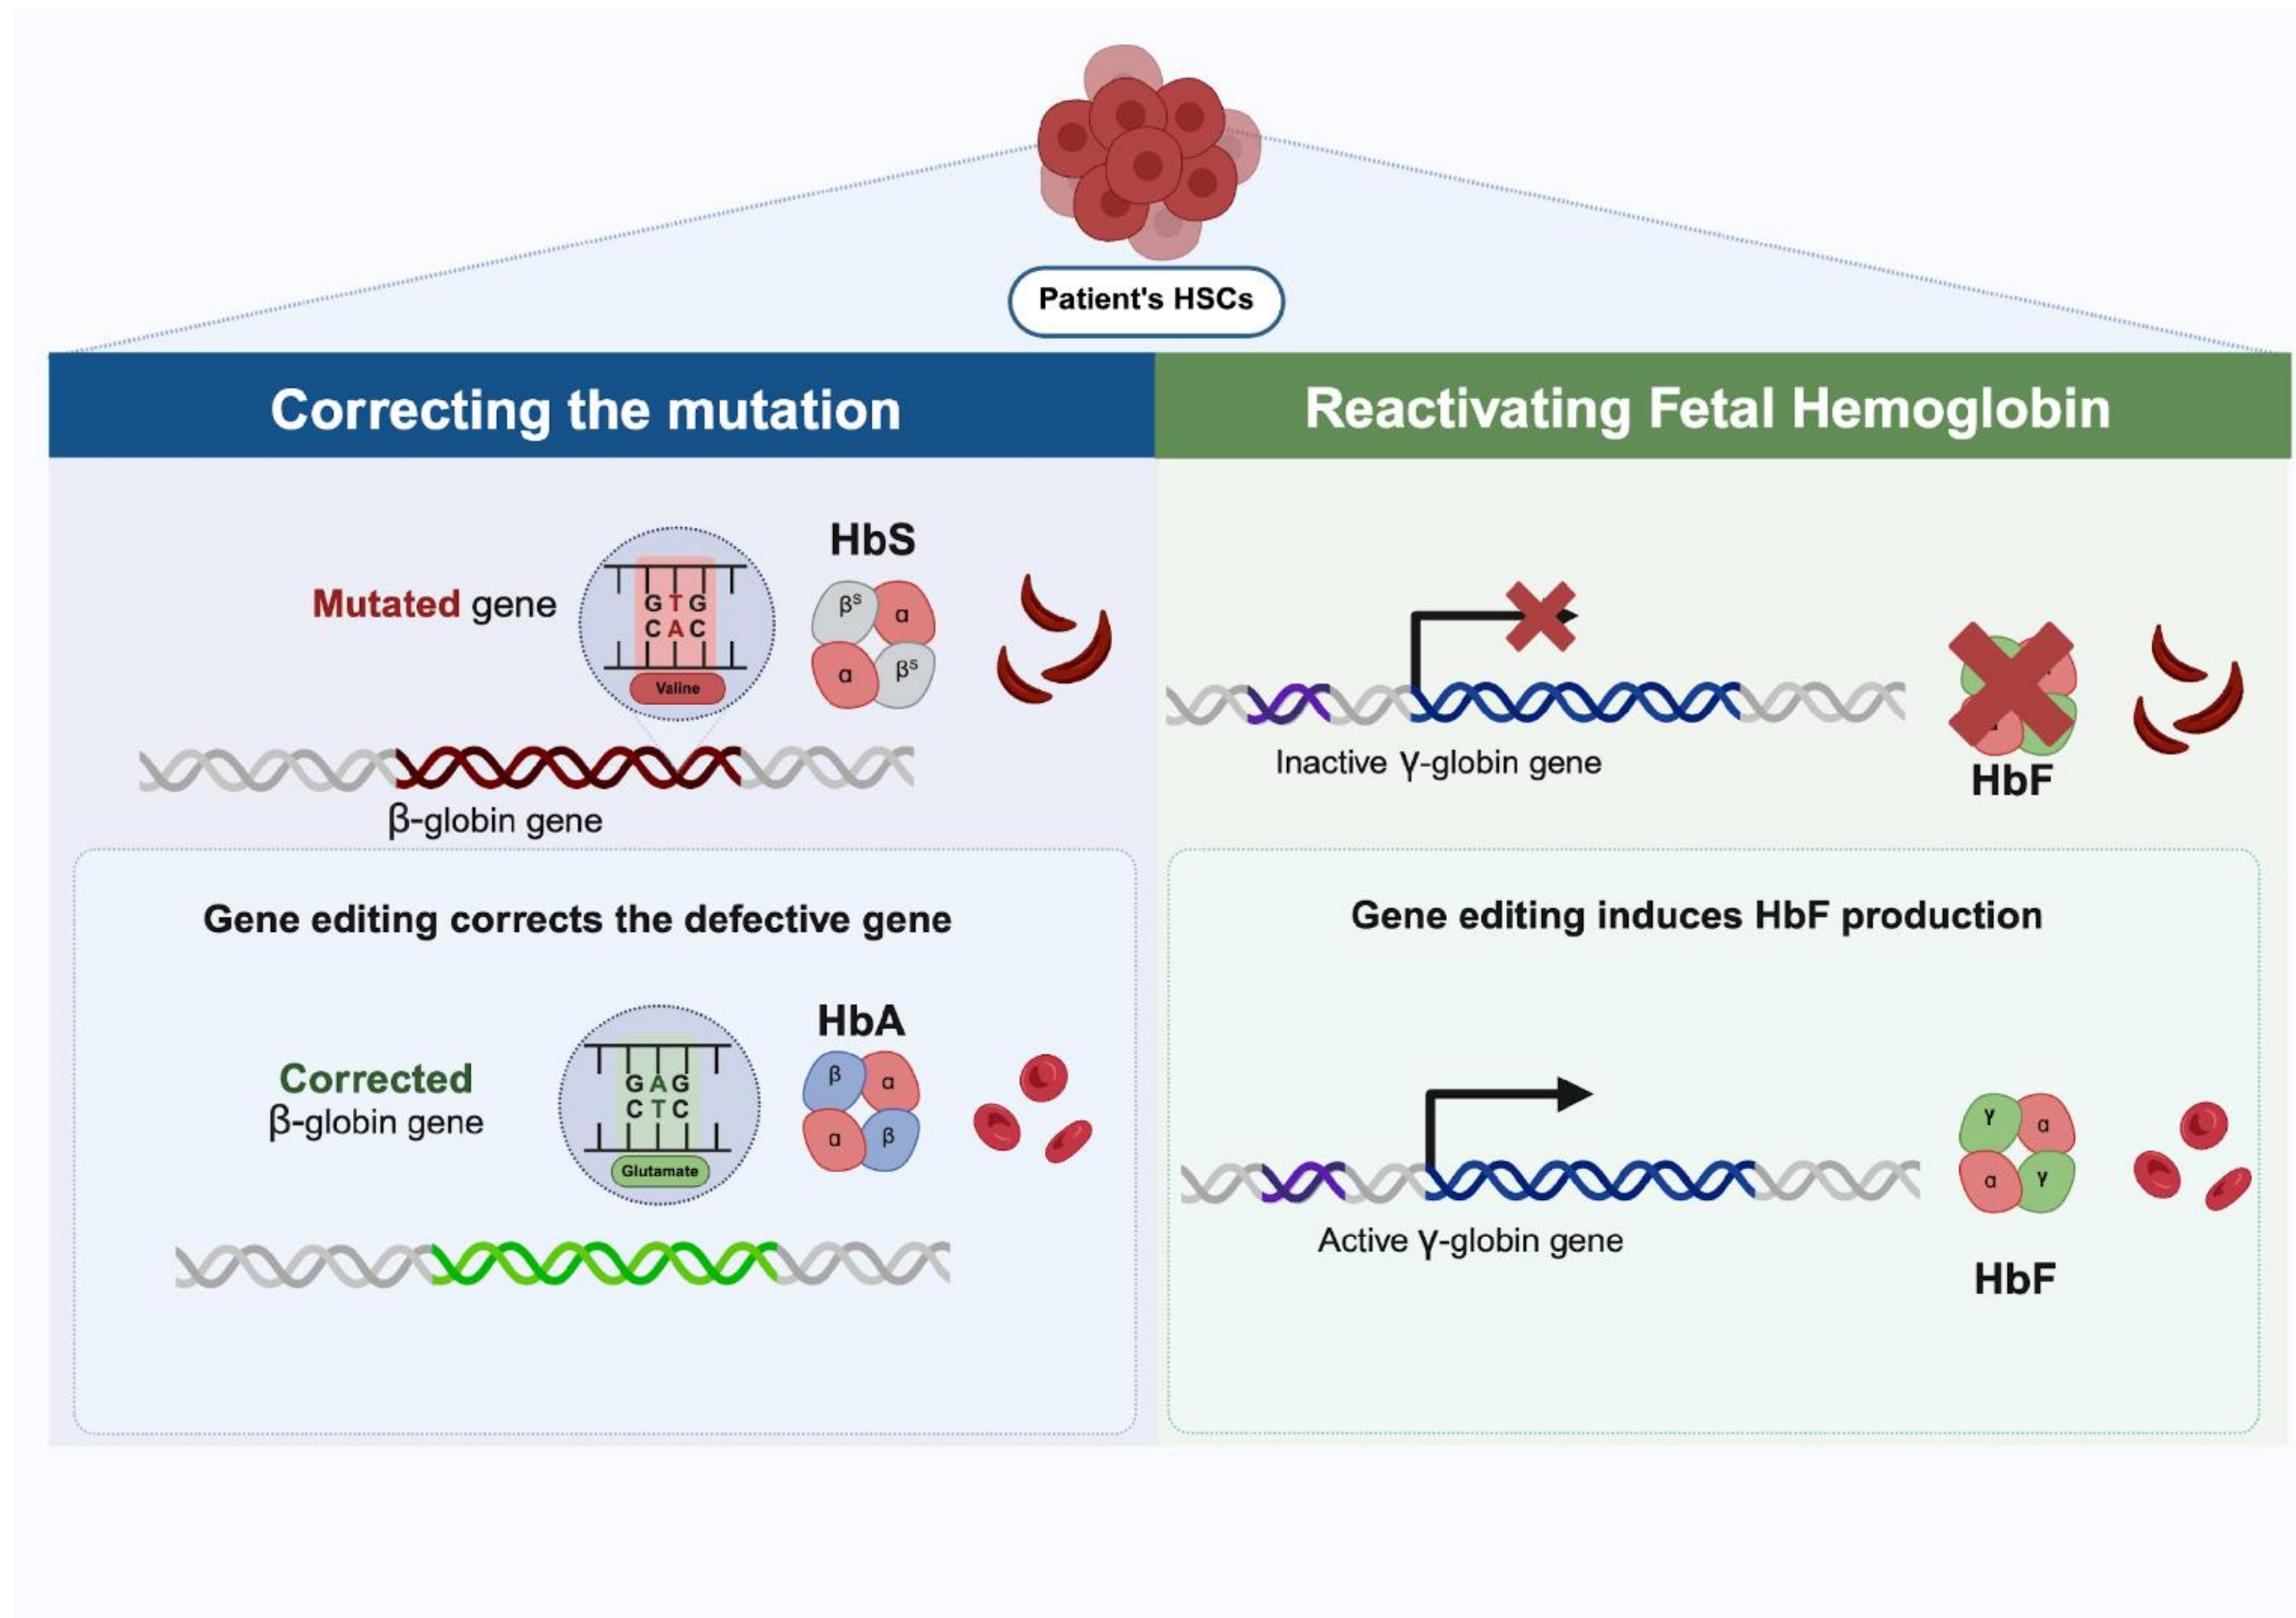 Patient's HSCs
Correcting the mutation
Reactivating Fetal Hemoglobin
HbS
Mutated gene
G T G
C A C
Valine
βˢ
α
α
βˢ
β-globin gene
Gene editing corrects the defective gene
HbA
Corrected
β-globin gene
G A G
C T C
Glutamate
β
α
α
β
Inactive γ-globin gene
HbF
Gene editing induces HbF production
Active γ-globin gene
γ
α
α
γ
HbF